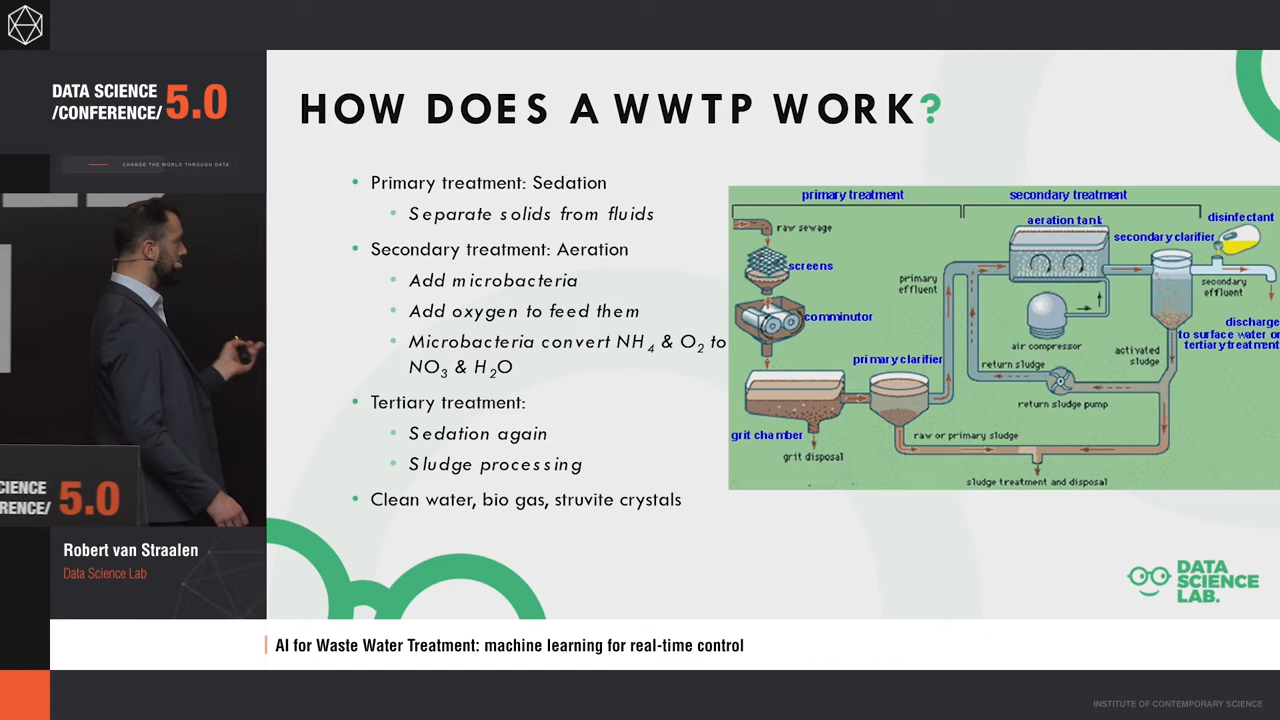 DATA SCIENCE
/CONFERENCE/ 5.0
CHANGE THE WORLD THROUGH DATA
HOW DOES A WWTP WORK?
• Primary treatment: Sedation
• Separate solids from fluids
• Secondary treatment: Aeration
• Add microbacteria
• Add oxygen to feed them
• Microbacteria convert NH4 & O2 to
NO3 & H2O
• Tertiary treatment:
• Sedation again
• Sludge processing
• Clean water, bio gas, struvite crystals
primary treatment
secondary treatment
raw sewage
screens
comminutor
grit chamber
grit disposal
primary clarifier
primary
effluent
raw or primary sludge
sludge treatment and disposal
aeration tank
air compressor
return sludge
return sludge pump
activated
sludge
secondary clarifier
disinfectant
secondary
effluent
discharge
to surface water or
tertiary treatment
DATA
SCIENCE
LAB.
CIENCE
FERENCE/ 5.0
Robert van Straalen
Data Science Lab
AI for Waste Water Treatment: machine learning for real-time control
INSTITUTE OF CONTEMPORARY SCIENCE